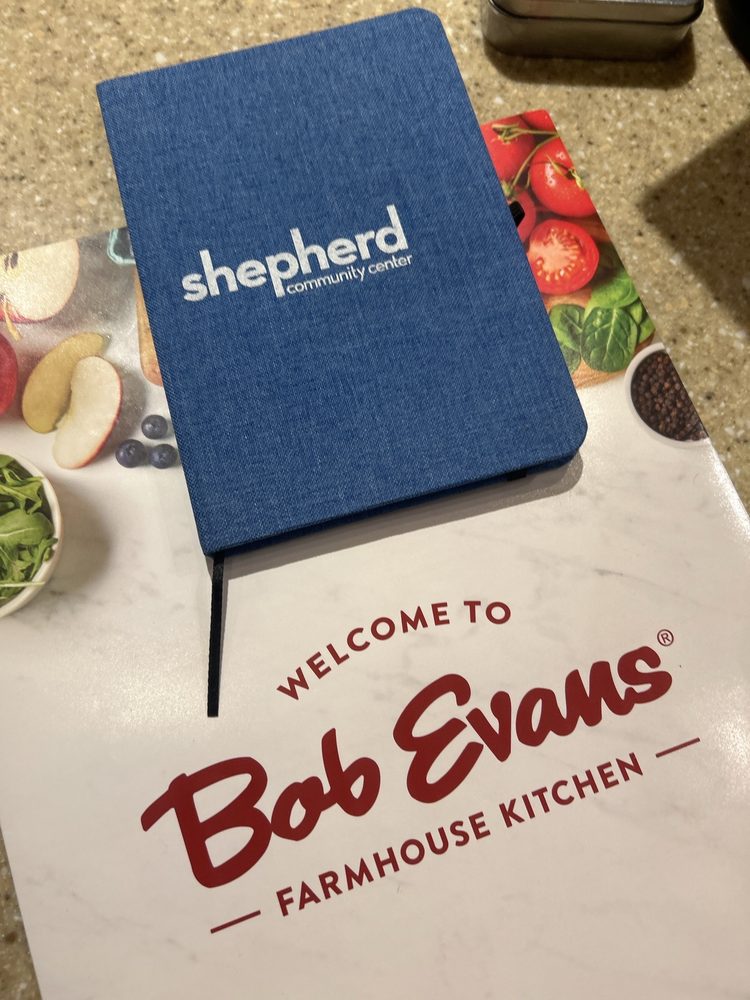 shepherd
community center
WELCOME TO
Bob Evans®
FARMHOUSE KITCHEN